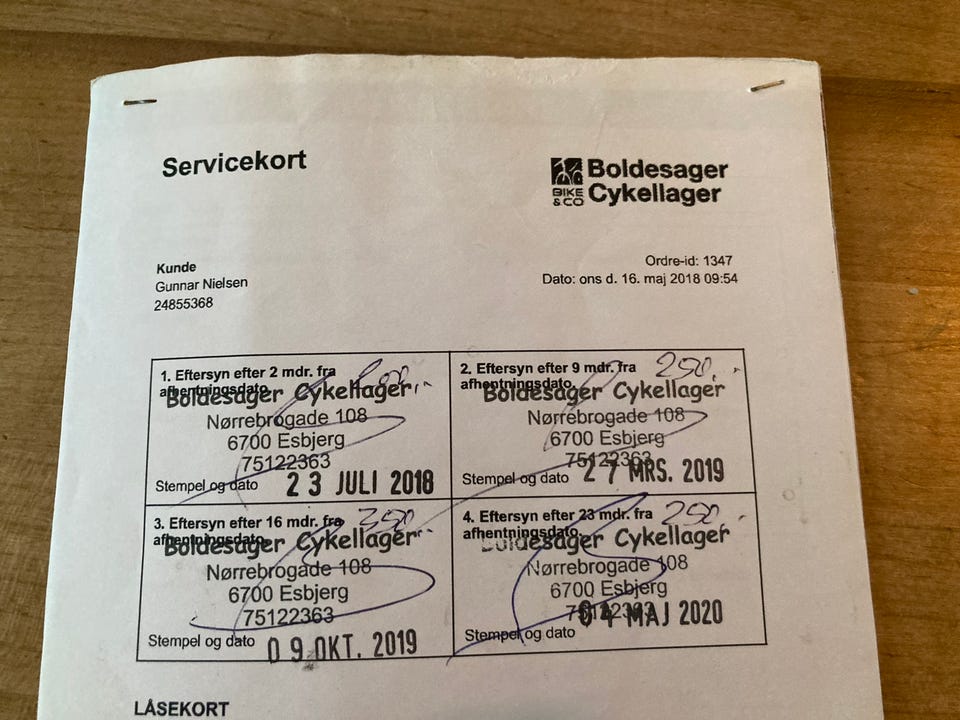 Servicekort
BIKE & CO
Boldesager
Cykellager
Ordre-id: 1347
Dato: ons d. 16. maj 2018 09:54
Kunde
Gunnar Nielsen
24855368
1. Eftersyn efter 2 mdr. fra
afhentningsdato
Boldesager Cykellager
Nørrebrogade 108
6700 Esbjerg
75122363
Stempel og dato
23 JULI 2018
2. Eftersyn efter 9 mdr. fra
250,-
afhentningsdato
Boldesager Cykellager
Nørrebrogade 108
6700 Esbjerg
75122363
Stempel og dato
27 MRS. 2019
3. Eftersyn efter 16 mdr. fra
350,-
afhentningsdato
Boldesager Cykellager
Nørrebrogade 108
6700 Esbjerg
75122363
Stempel og dato
09. OKT. 2019
4. Eftersyn efter 23 mdr. fra
250,-
afhentningsdato
Boldesager Cykellager
Nørrebrogade 108
6700 Esbjerg
75122363
Stempel og dato
04 MAJ 2020
LÅSEKORT